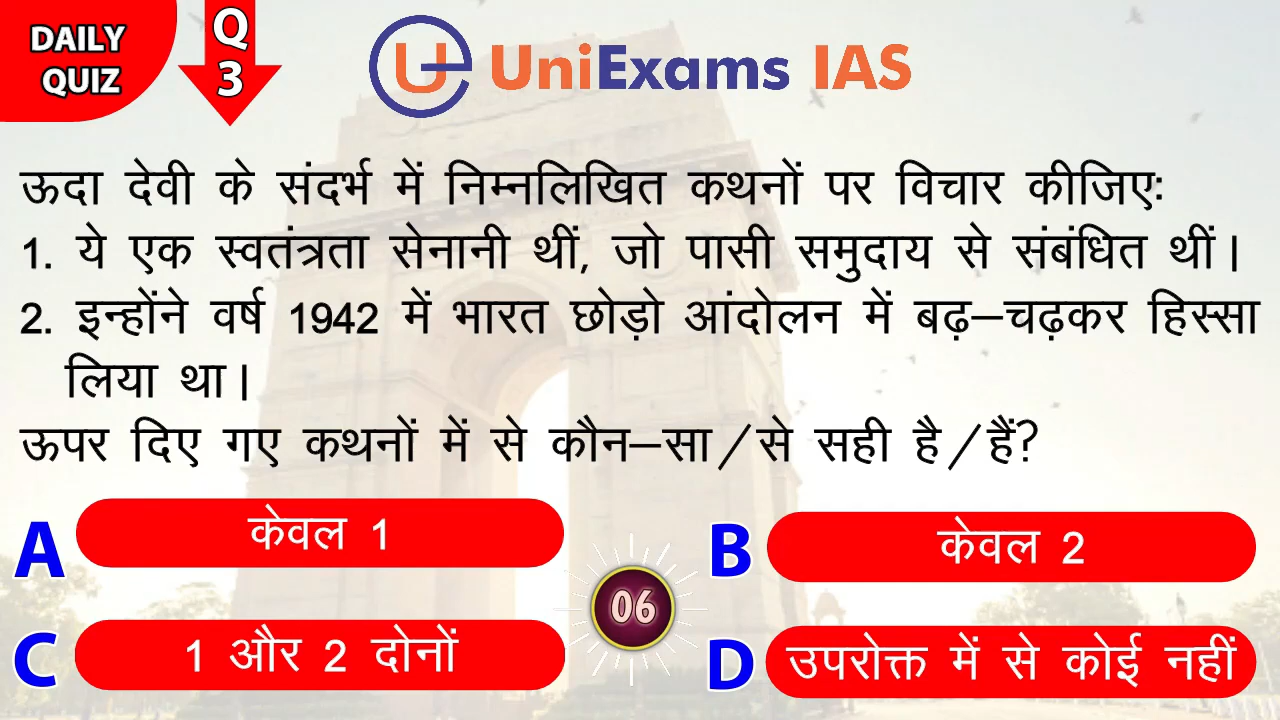 DAILY
QUIZ
Q
3
UniExams IAS
ऊदा देवी के संदर्भ में निम्नलिखित कथनों पर विचार कीजिएः
1. ये एक स्वतंत्रता सेनानी थीं, जो पासी समुदाय से संबंधित थीं।
2. इन्होंने वर्ष 1942 में भारत छोड़ो आंदोलन में बढ़–चढ़कर हिस्सा
लिया था।
ऊपर दिए गए कथनों में से कौन–सा/से सही है/हैं?
A केवल 1
B केवल 2
06
C 1 और 2 दोनों
D उपरोक्त में से कोई नहीं